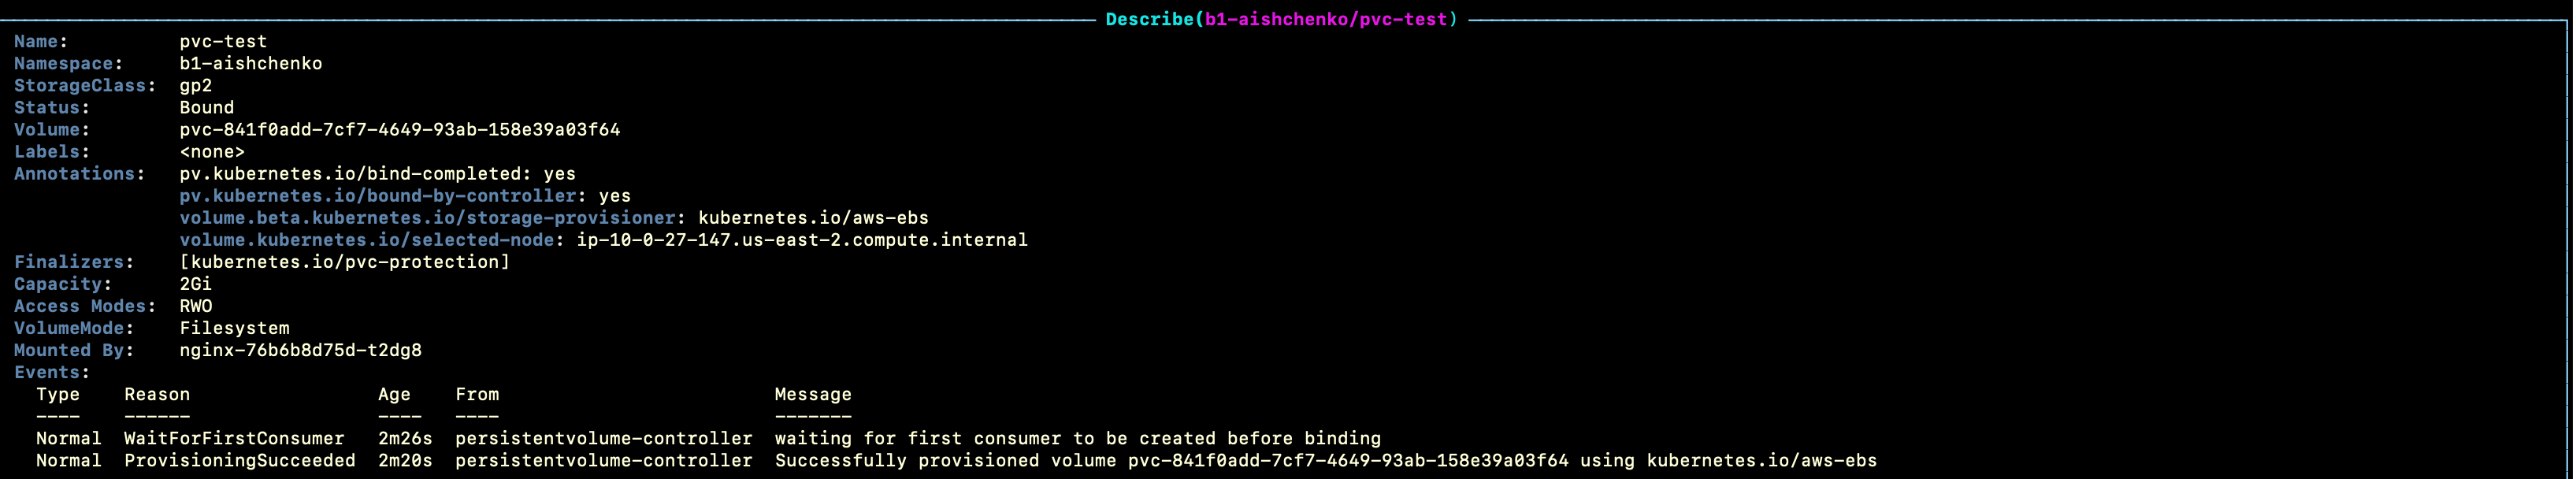 Describe(b1-aishchenko/pvc-test)
Name:          pvc-test
Namespace:     b1-aishchenko
StorageClass:  gp2
Status:        Bound
Volume:        pvc-841f0add-7cf7-4649-93ab-158e39a03f64
Labels:        <none>
Annotations:   pv.kubernetes.io/bind-completed: yes
               pv.kubernetes.io/bound-by-controller: yes
               volume.beta.kubernetes.io/storage-provisioner: kubernetes.io/aws-ebs
               volume.kubernetes.io/selected-node: ip-10-0-27-147.us-east-2.compute.internal
Finalizers:    [kubernetes.io/pvc-protection]
Capacity:      2Gi
Access Modes:  RWO
VolumeMode:    Filesystem
Mounted By:    nginx-76b6b8d75d-t2dg8
Events:
  Type    Reason                 Age    From                         Message
  ----    ------                 ----   ----                         -------
  Normal  WaitForFirstConsumer   2m26s  persistentvolume-controller  waiting for first consumer to be created before binding
  Normal  ProvisioningSucceeded  2m20s  persistentvolume-controller  Successfully provisioned volume pvc-841f0add-7cf7-4649-93ab-158e39a03f64 using kubernetes.io/aws-ebs